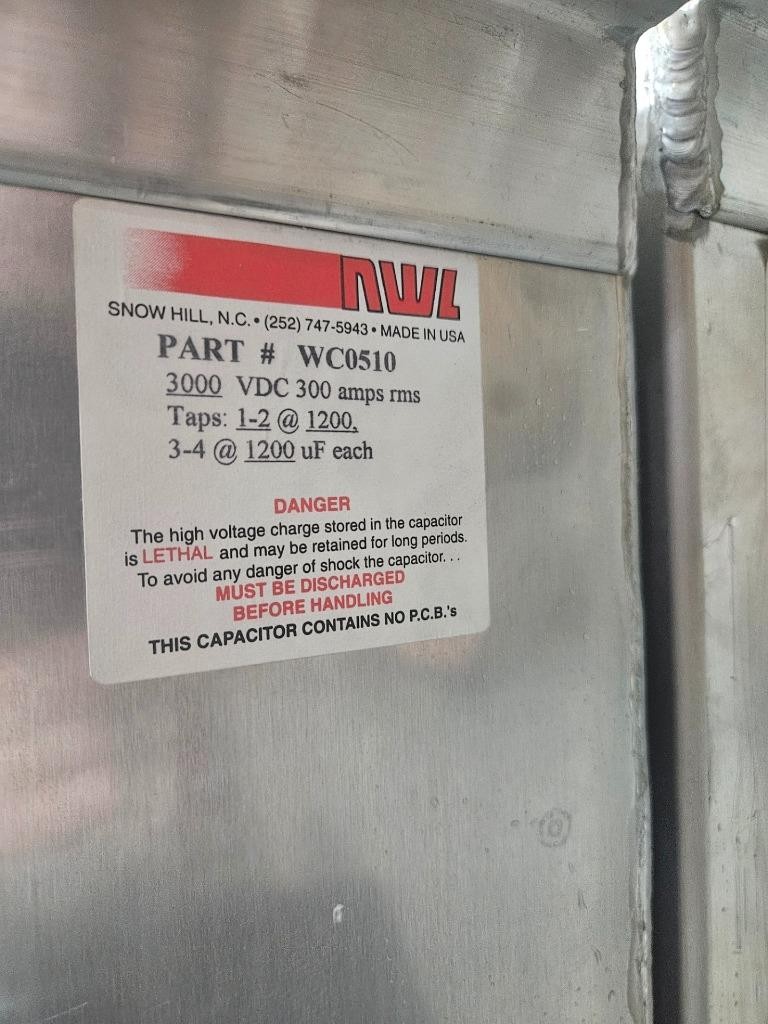 NWL
SNOW HILL, N.C. • (252) 747-5943 • MADE IN USA
PART # WC0510
3000 VDC 300 amps rms
Taps: 1-2 @ 1200,
3-4 @ 1200 uF each
DANGER
The high voltage charge stored in the capacitor
is LETHAL and may be retained for long periods.
To avoid any danger of shock the capacitor. . .
MUST BE DISCHARGED
BEFORE HANDLING
THIS CAPACITOR CONTAINS NO P.C.B.'s